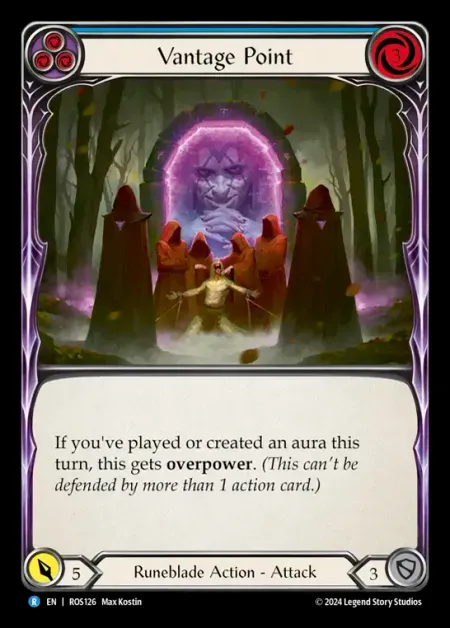 Vantage Point
3
If you've played or created an aura this
turn, this gets overpower. (This can't be
defended by more than 1 action card.)
5
Runeblade Action - Attack
3
R EN | ROS126 Max Kostin
© 2024 Legend Story Studios